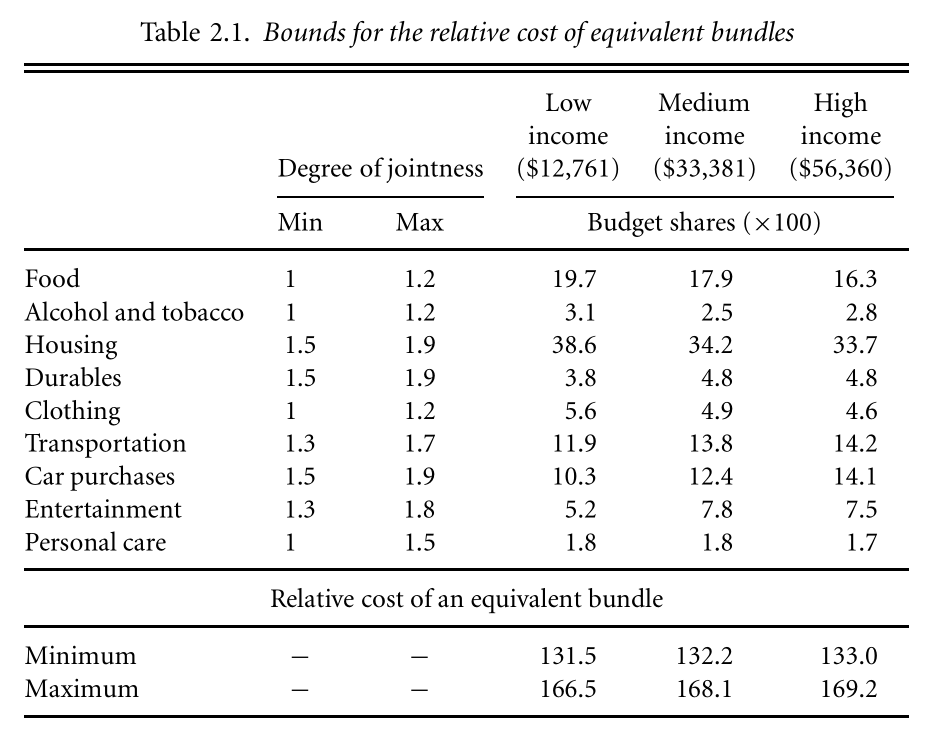 Table 2.1. Bounds for the relative cost of equivalent bundles
Low Medium High
income income income
Degree of jointness ($12,761) ($33,381) ($56,360)
Min Max Budget shares (×100)
Food 1 1.2 19.7 17.9 16.3
Alcohol and tobacco 1 1.2 3.1 2.5 2.8
Housing 1.5 1.9 38.6 34.2 33.7
Durables 1.5 1.9 3.8 4.8 4.8
Clothing 1 1.2 5.6 4.9 4.6
Transportation 1.3 1.7 11.9 13.8 14.2
Car purchases 1.5 1.9 10.3 12.4 14.1
Entertainment 1.3 1.8 5.2 7.8 7.5
Personal care 1 1.5 1.8 1.8 1.7
Relative cost of an equivalent bundle
Minimum – – 131.5 132.2 133.0
Maximum – – 166.5 168.1 169.2